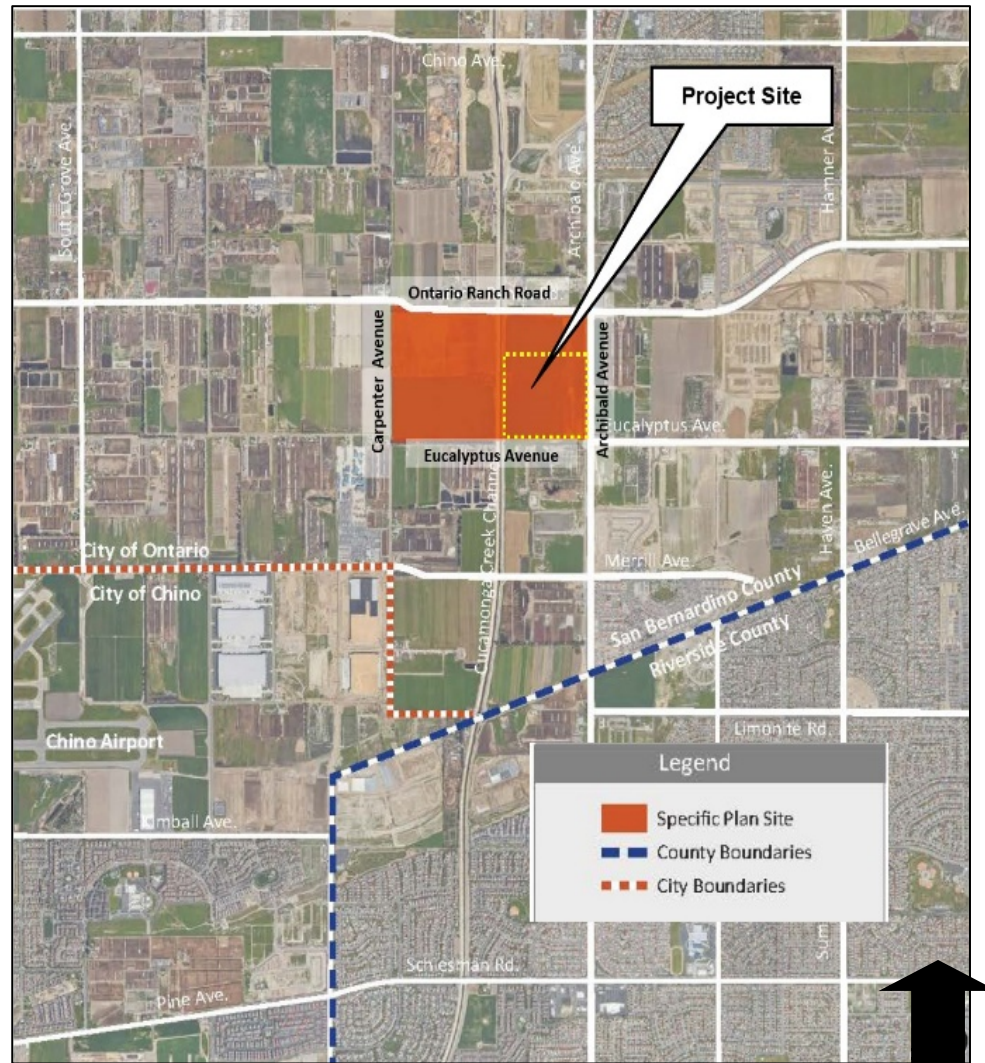 Chino Ave.
Project Site
South Grove Ave.
Archibald Ave.
Hamner Ave.
Ontario Ranch Road
Carpenter Avenue
Archibald Avenue
Eucalyptus Ave.
Eucalyptus Avenue
Cucamonga Creek Channel
Haven Ave.
Bellegrave Ave.
City of Ontario
City of Chino
Merrill Ave.
San Bernardino County
Riverside County
Chino Airport
Limonite Rd.
Legend
Specific Plan Site
County Boundaries
City Boundaries
Kimball Ave.
Schlesman Rd.
Pine Ave.